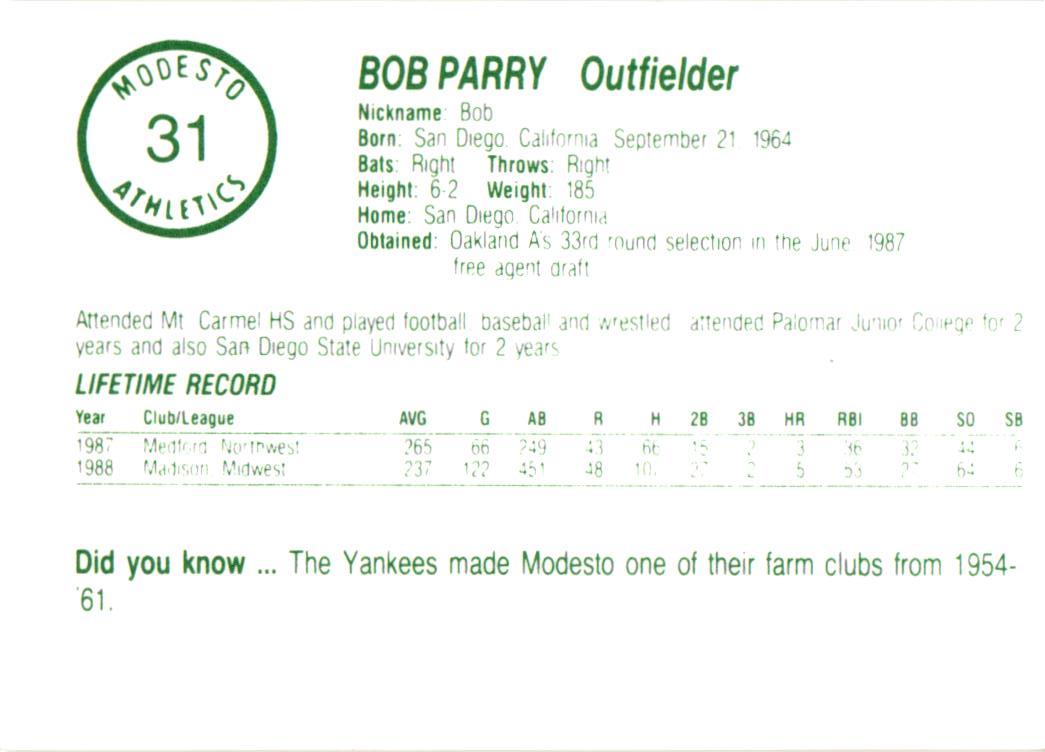 MODESTO
31
ATHLETICS
BOB PARRY Outfielder
Nickname: Bob
Born: San Diego, California September 21, 1964
Bats: Right Throws: Right
Height: 6-2 Weight: 185
Home: San Diego, California
Obtained: Oakland A's 33rd round selection in the June 1987
free agent draft
Attended Mt. Carmel HS and played football, baseball and wrestled attended Palomar Junior College for 2
years and also San Diego State University for 2 years
LIFETIME RECORD
Year Club/League AVG G AB R H 2B 3B HR RBI BB SO SB
1987 Medford Northwest 265 66 249 43 66 15 2 3 36 32 44
1988 Madison Midwest 237 122 451 48 2 5 53 64 6
Did you know ... The Yankees made Modesto one of their farm clubs from 1954-
'61.